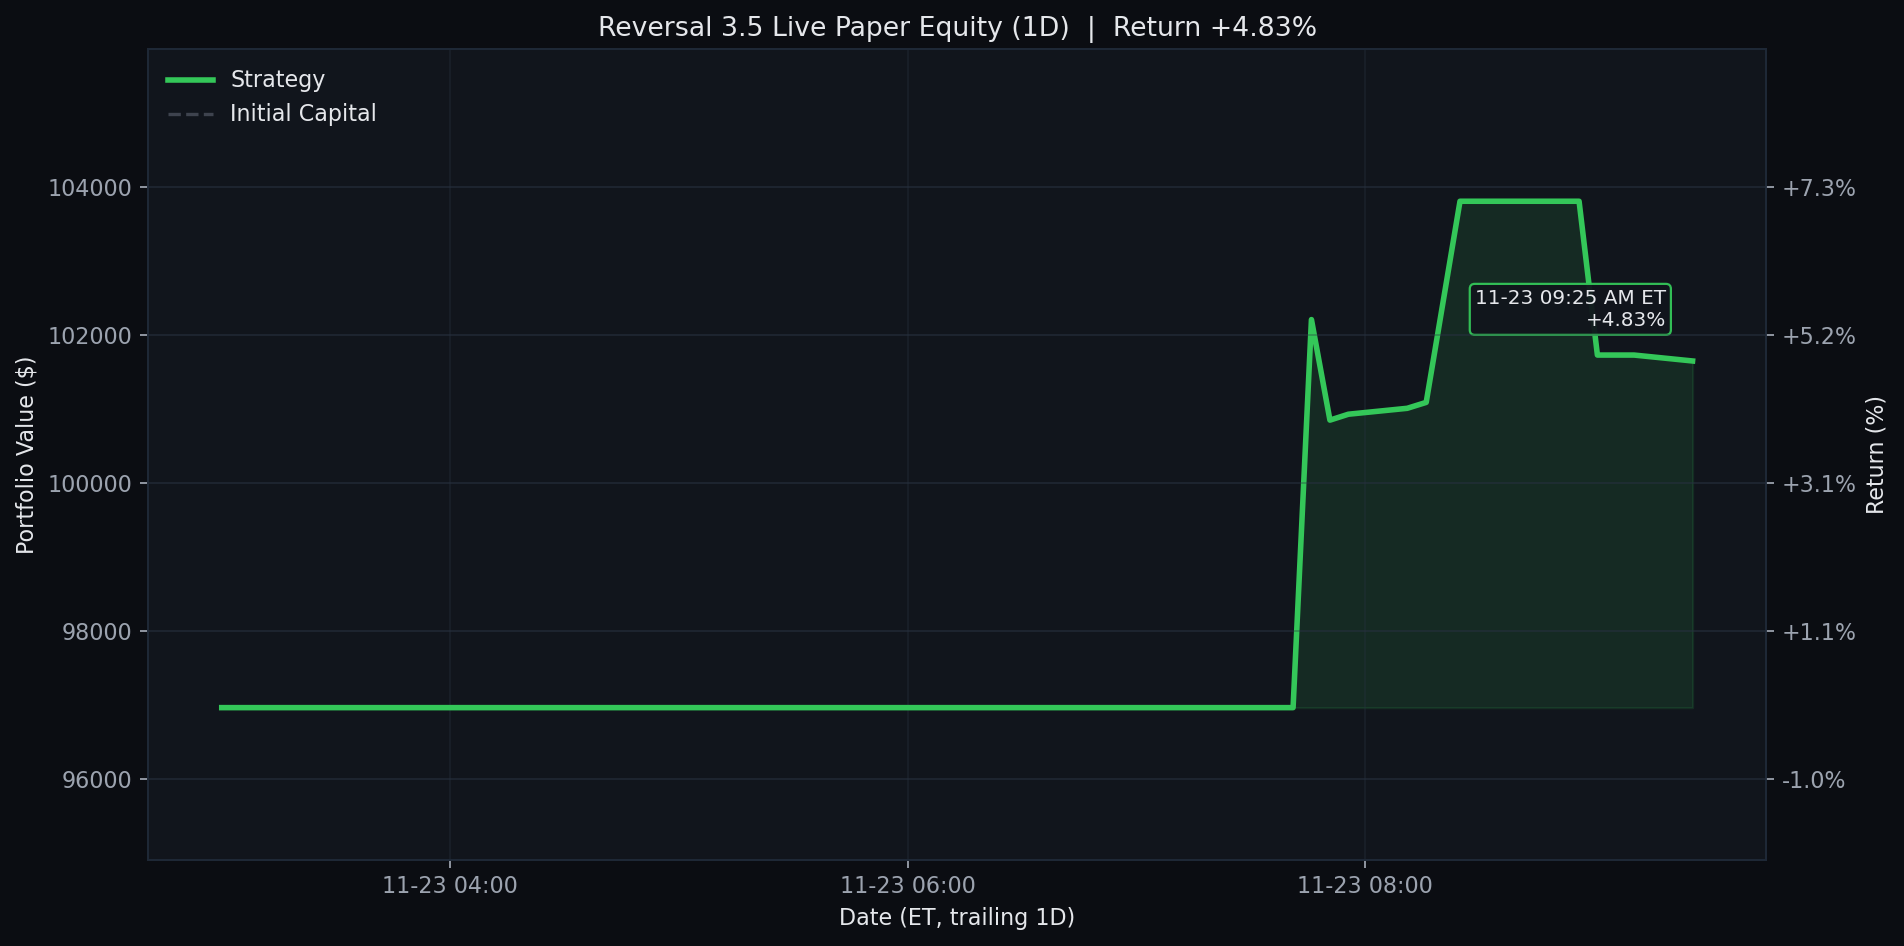 Reversal 3.5 Live Paper Equity (1D) | Return +4.83%
Strategy
Initial Capital
104000
102000
100000
98000
96000
Portfolio Value ($)
+7.3%
+5.2%
+3.1%
+1.1%
-1.0%
Return (%)
11-23 09:25 AM ET
+4.83%
11-23 04:00
11-23 06:00
11-23 08:00
Date (ET, trailing 1D)